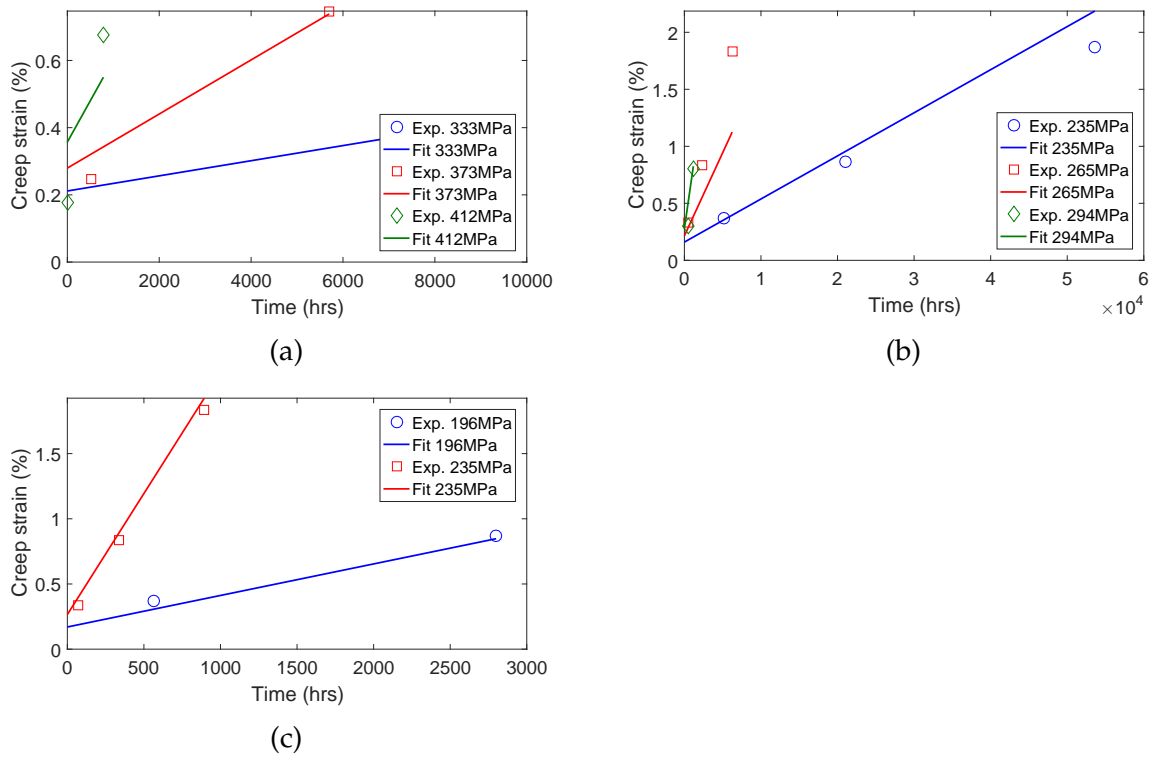 Creep strain (%)
0.6
0.4
0.2
0
0 2000 4000 6000 8000 10000
Time (hrs)
Exp. 333MPa
Fit 333MPa
Exp. 373MPa
Fit 373MPa
Exp. 412MPa
Fit 412MPa
(a)
Creep strain (%)
2
1.5
1
0.5
0
0 1 2 3 4 5 6
Time (hrs)
×10⁴
Exp. 235MPa
Fit 235MPa
Exp. 265MPa
Fit 265MPa
Exp. 294MPa
Fit 294MPa
(b)
Creep strain (%)
1.5
1
0.5
0
0 500 1000 1500 2000 2500 3000
Time (hrs)
Exp. 196MPa
Fit 196MPa
Exp. 235MPa
Fit 235MPa
(c)